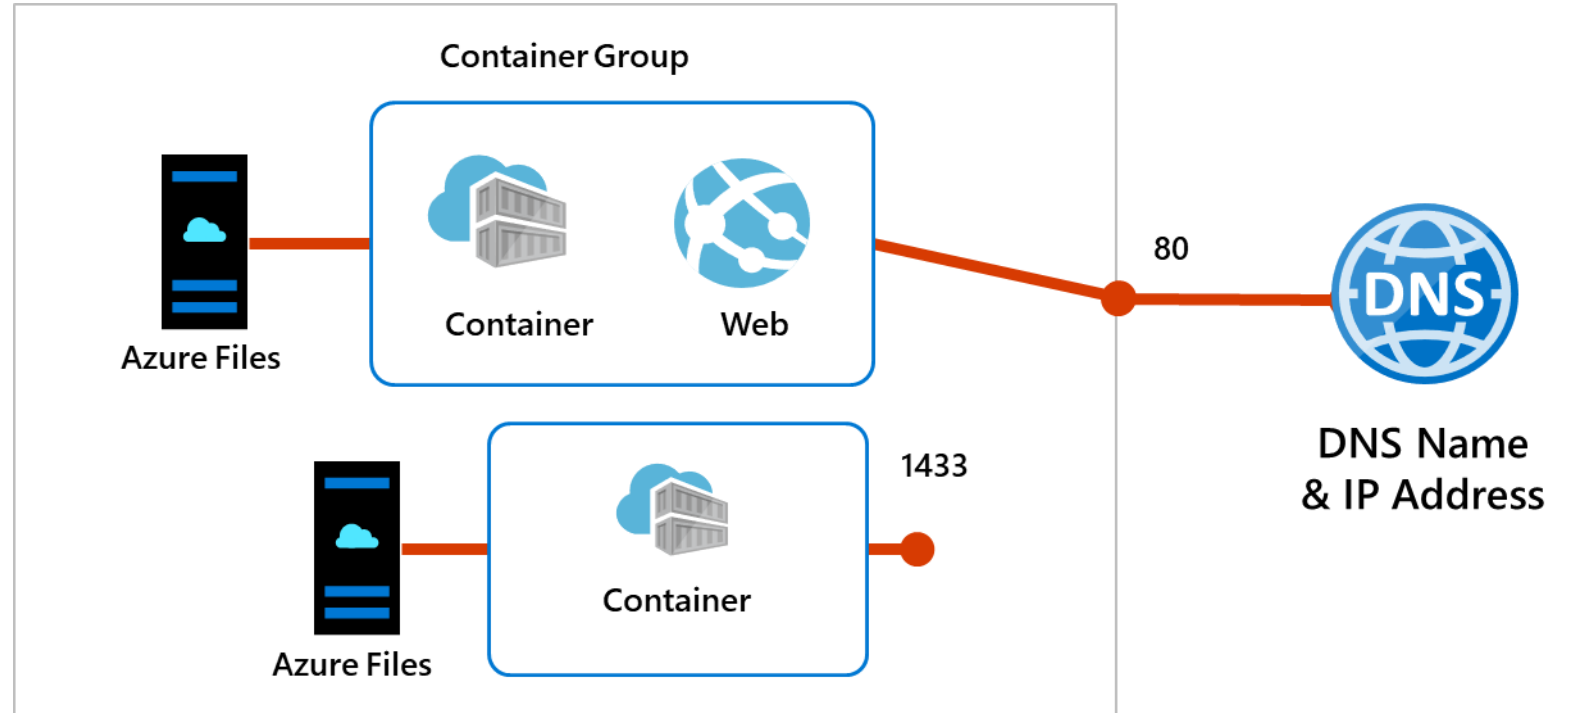 Container Group
Container
Web
Azure Files
80
DNS
DNS Name
& IP Address
1433
Container
Azure Files